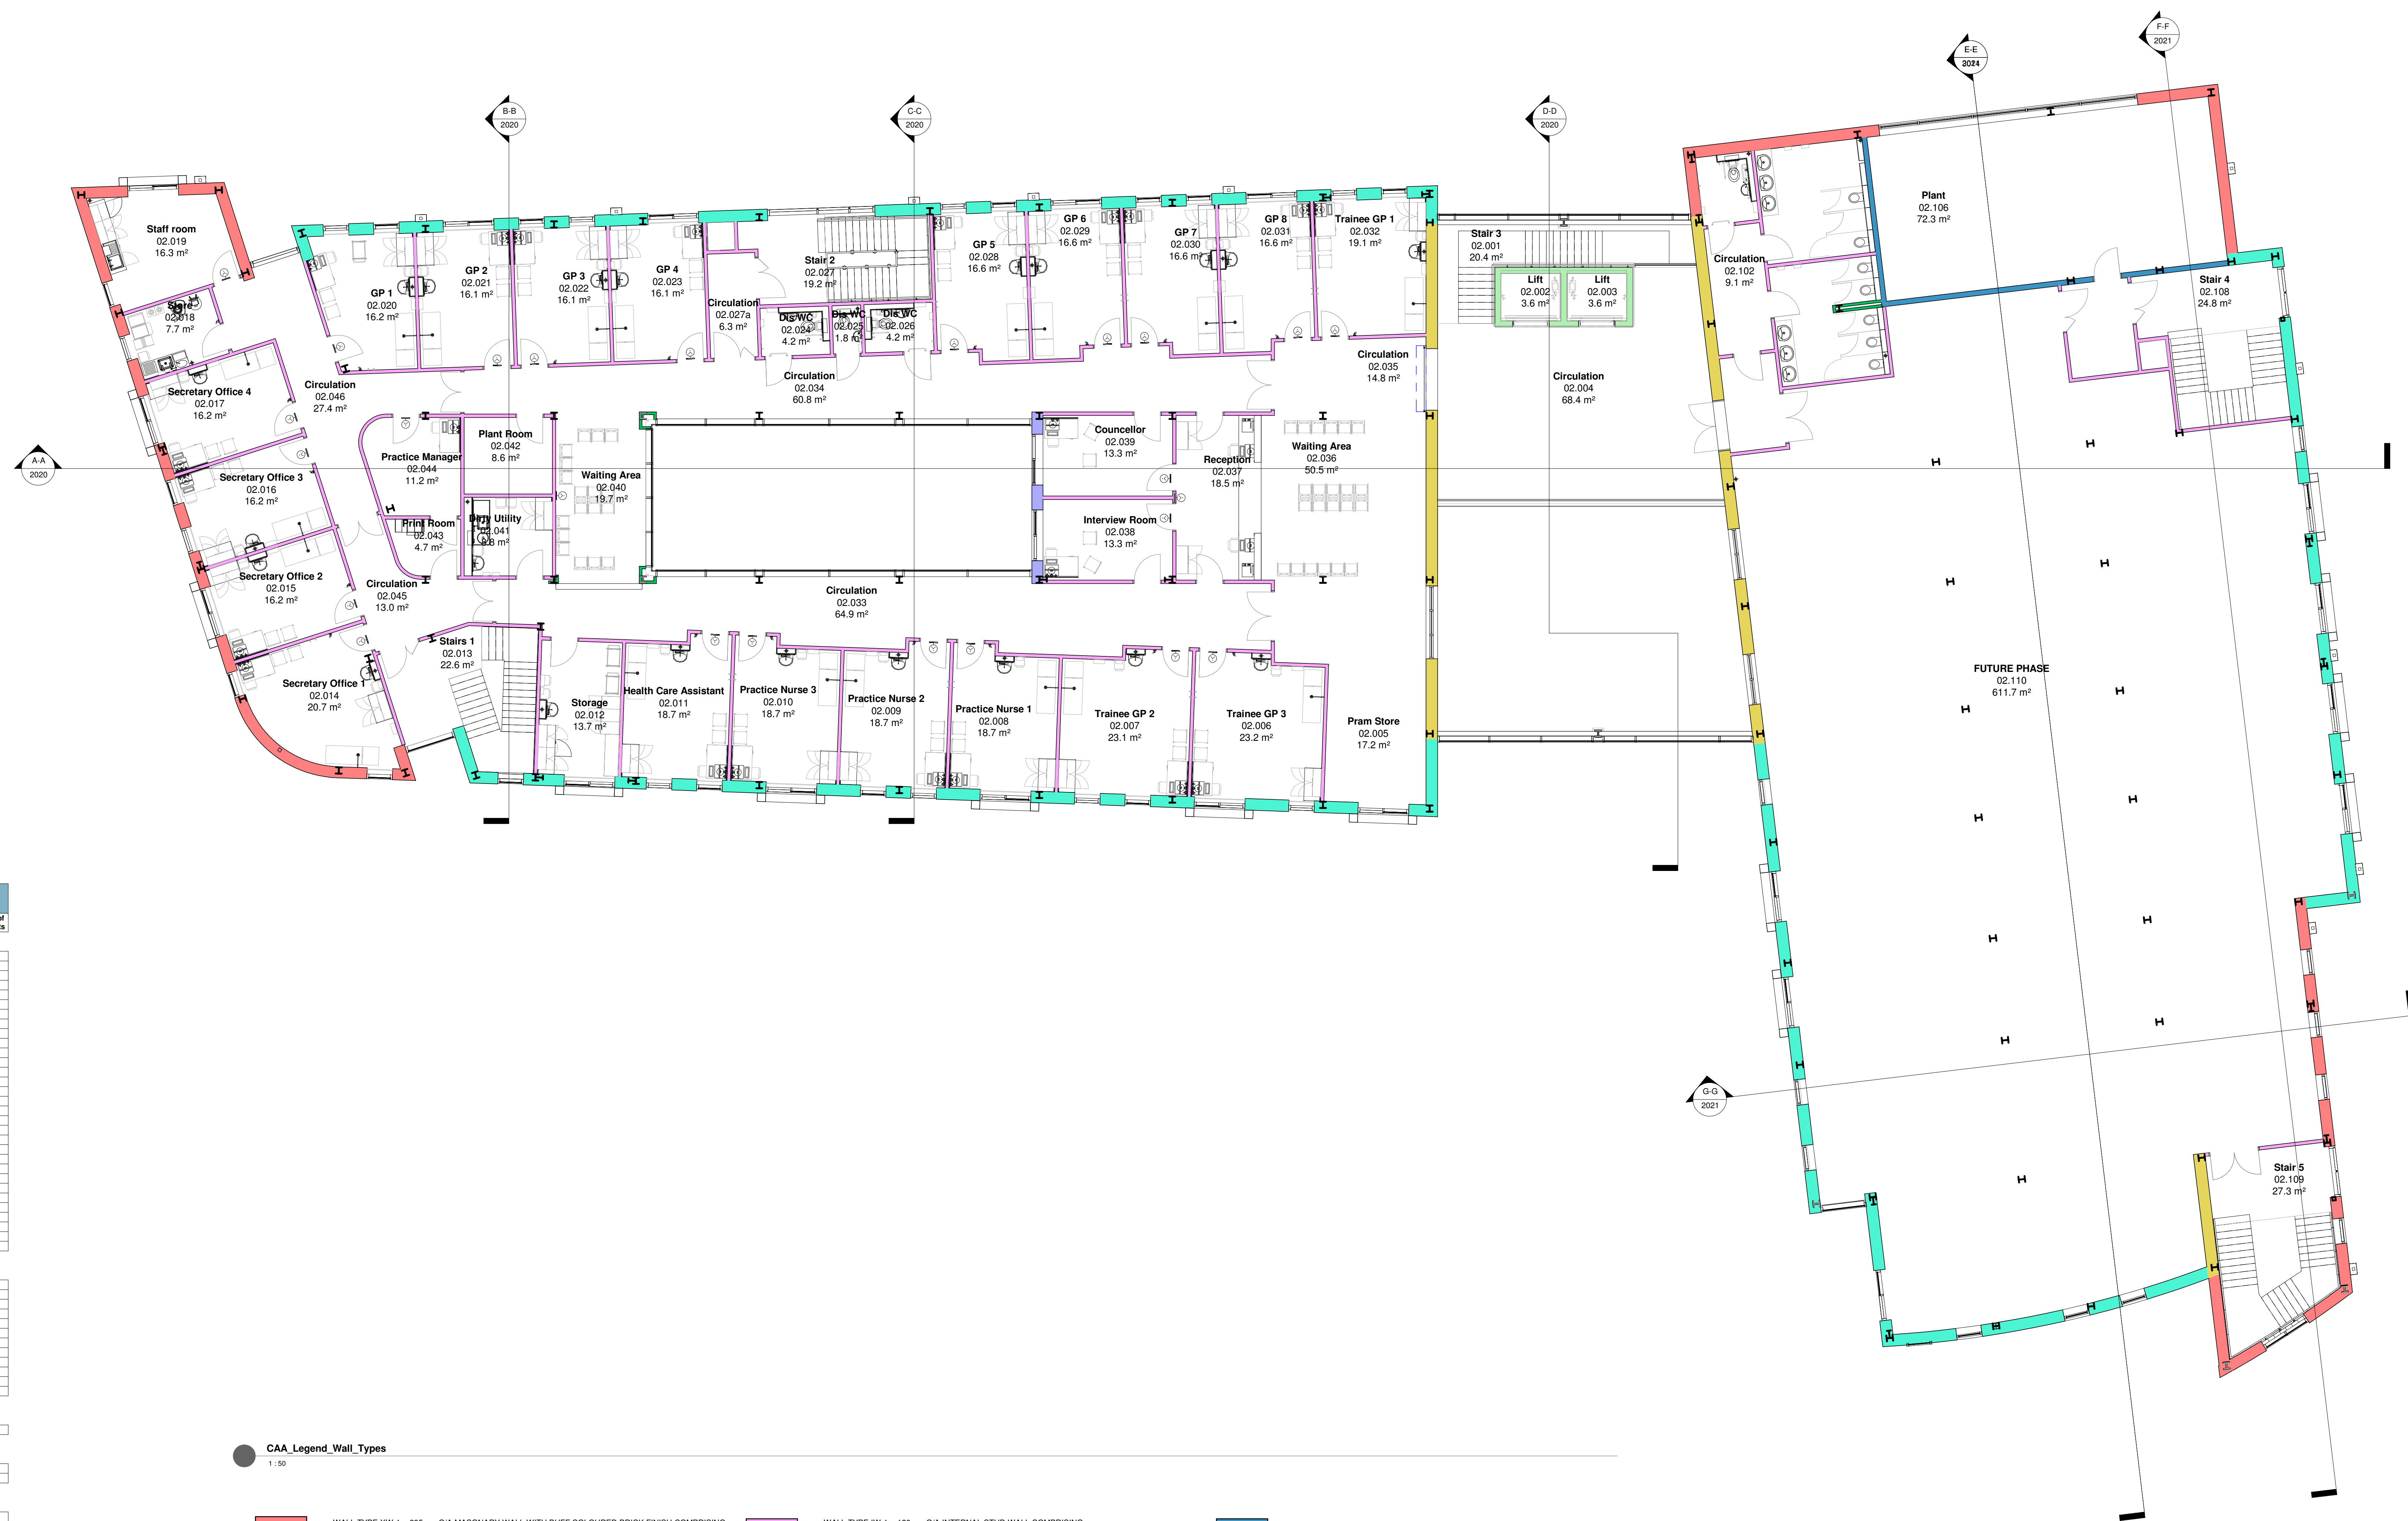 F-F
2021
E-E
B-B
2020
C-C
2020
D-D
2020
Staff room
02.019
16.3 m²
Store
02.018
7.7 m²
GP 1
02.020
16.2 m²
GP 2
02.021
16.1 m²
GP 3
02.022
16.1 m²
GP 4
02.023
16.1 m²
Circulation
02.027a
6.3 m²
Stair 2
02.027
19.2 m²
Dis WC
02.024
4.2 m²
Dis WC
02.025
1.8 m²
Dis WC
02.026
4.2 m²
GP 5
02.028
16.6 m²
GP 6
02.029
16.6 m²
GP 7
02.030
16.6 m²
GP 8
02.031
16.6 m²
Trainee GP 1
02.032
19.1 m²
Stair 3
02.001
20.4 m²
Lift
02.002
3.6 m²
Lift
02.003
3.6 m²
Circulation
02.102
9.1 m²
Plant
02.106
72.3 m²
Stair 4
02.108
24.8 m²
Secretary Office 4
02.017
16.2 m²
Circulation
02.046
27.4 m²
Circulation
02.034
60.8 m²
Circulation
02.035
14.8 m²
Circulation
02.004
68.4 m²
A-A
2020
Secretary Office 3
02.016
16.2 m²
Practice Manager
02.044
11.2 m²
Plant Room
02.042
8.6 m²
Waiting Area
02.040
19.7 m²
Councellor
02.039
13.3 m²
Reception
02.037
18.5 m²
Waiting Area
02.036
50.5 m²
Print Room
02.043
4.7 m²
Dirty Utility
02.041
8.8 m²
Interview Room
02.038
13.3 m²
Secretary Office 2
02.015
16.2 m²
Circulation
02.045
13.0 m²
Circulation
02.033
64.9 m²
Stairs 1
02.013
22.6 m²
Secretary Office 1
02.014
20.7 m²
Storage
02.012
13.7 m²
Health Care Assistant
02.011
18.7 m²
Practice Nurse 3
02.010
18.7 m²
Practice Nurse 2
02.009
18.7 m²
Practice Nurse 1
02.008
18.7 m²
Trainee GP 2
02.007
23.1 m²
Trainee GP 3
02.006
23.2 m²
Pram Store
02.005
17.2 m²
FUTURE PHASE
02.110
611.7 m²
G-G
2021
Stair 5
02.109
27.3 m²
CAA_Legend_Wall_Types
1 : 50